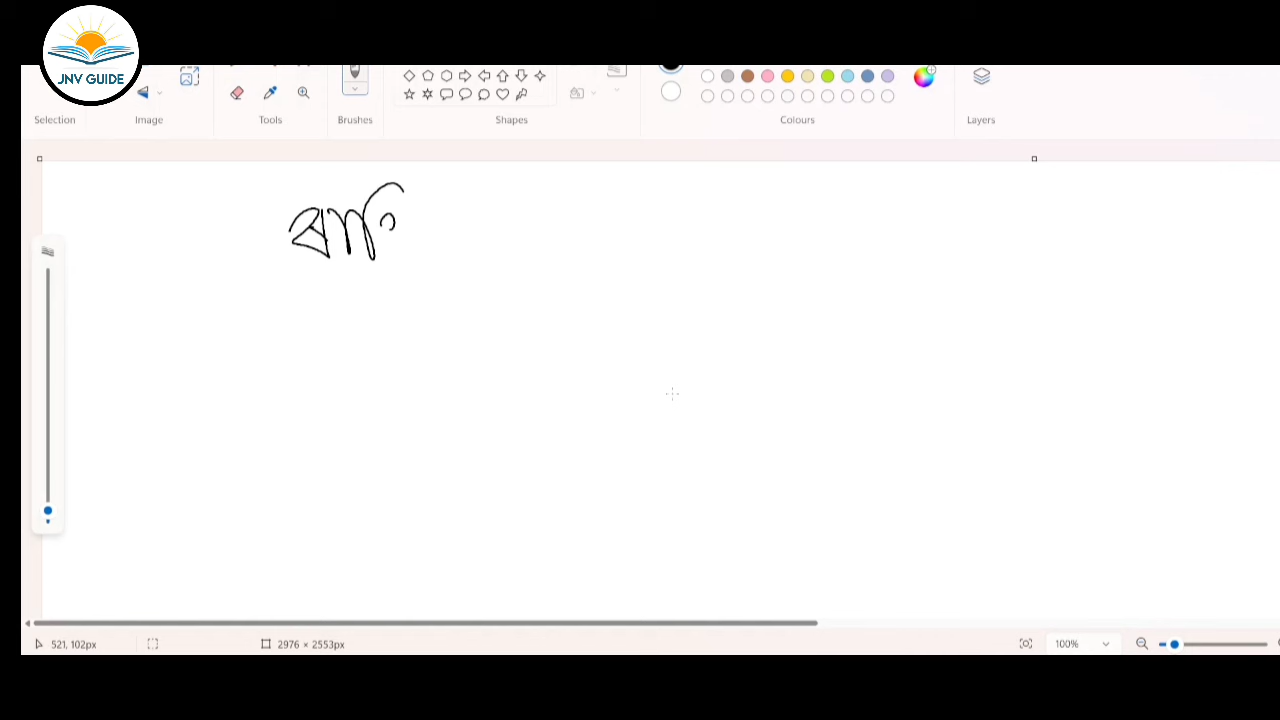 JNV GUIDE
Selection
Image
Tools
Brushes
Shapes
Colours
Layers
521, 102px
2976 × 2553px
100%